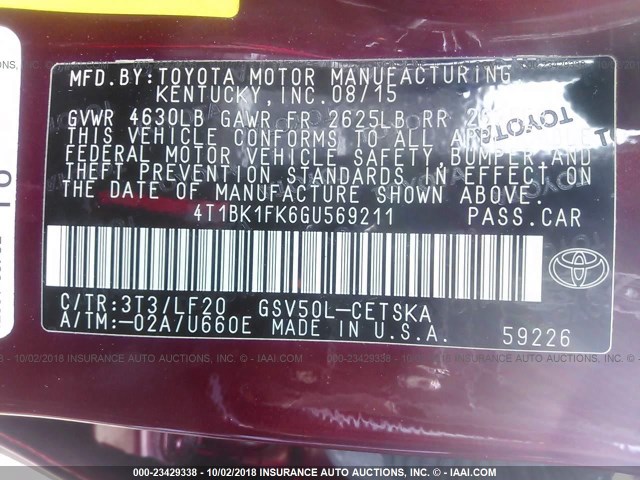 MFD.BY:TOYOTA MOTOR MANUFACTURING
KENTUCKY, INC.08/15
GVWR 4630LB GAWR FR 2625LB RR
THIS VEHICLE CONFORMS TO ALL
FEDERAL MOTOR VEHICLE SAFETY, BUMPER, AND
THEFT PREVENTION STANDARDS IN EFFECT ON
THE DATE OF MANUFACTURE SHOWN ABOVE.
4T1BK1FK6GU569211 PASS.CAR
C/TR:3T3/LF20 GSV50L-CETSKA
A/TM:-02A/U660E MADE IN U.S.A.
59226
TOYOTA
000-23429338 - 10/02/2018 INSURANCE AUTO AUCTIONS, INC. © - IAAI.COM